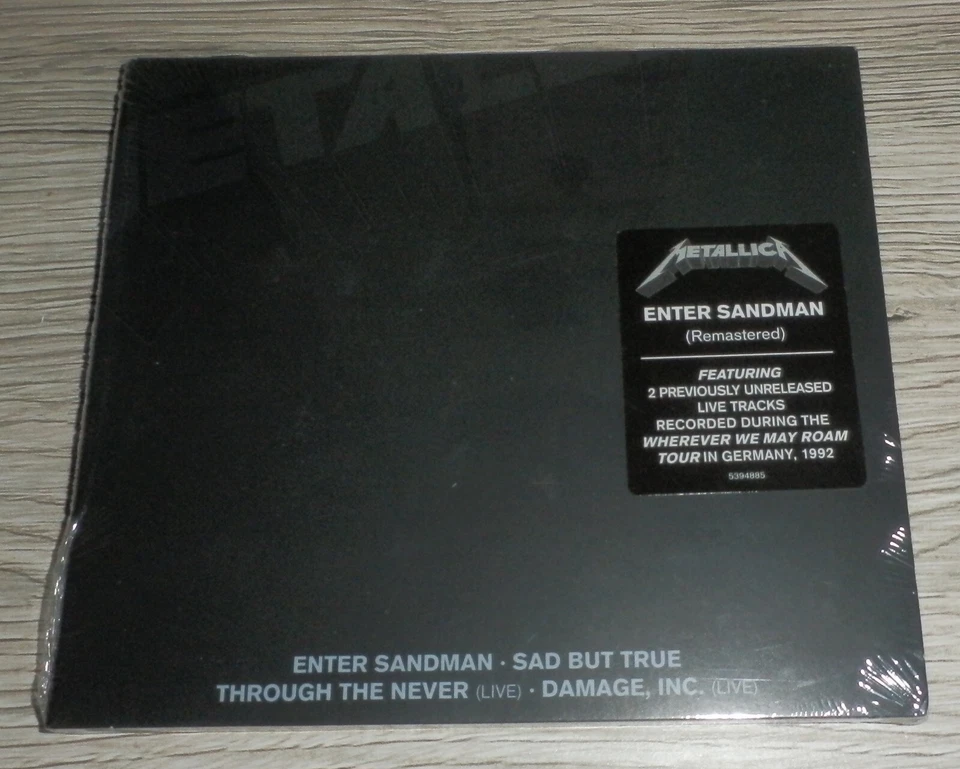 ETALL
METALLICA
ENTER SANDMAN
(Remastered)
FEATURING
2 PREVIOUSLY UNRELEASED
LIVE TRACKS
RECORDED DURING THE
WHEREVER WE MAY ROAM
TOUR IN GERMANY, 1992
5394885
ENTER SANDMAN · SAD BUT TRUE
THROUGH THE NEVER (LIVE) · DAMAGE, INC. (LIVE)